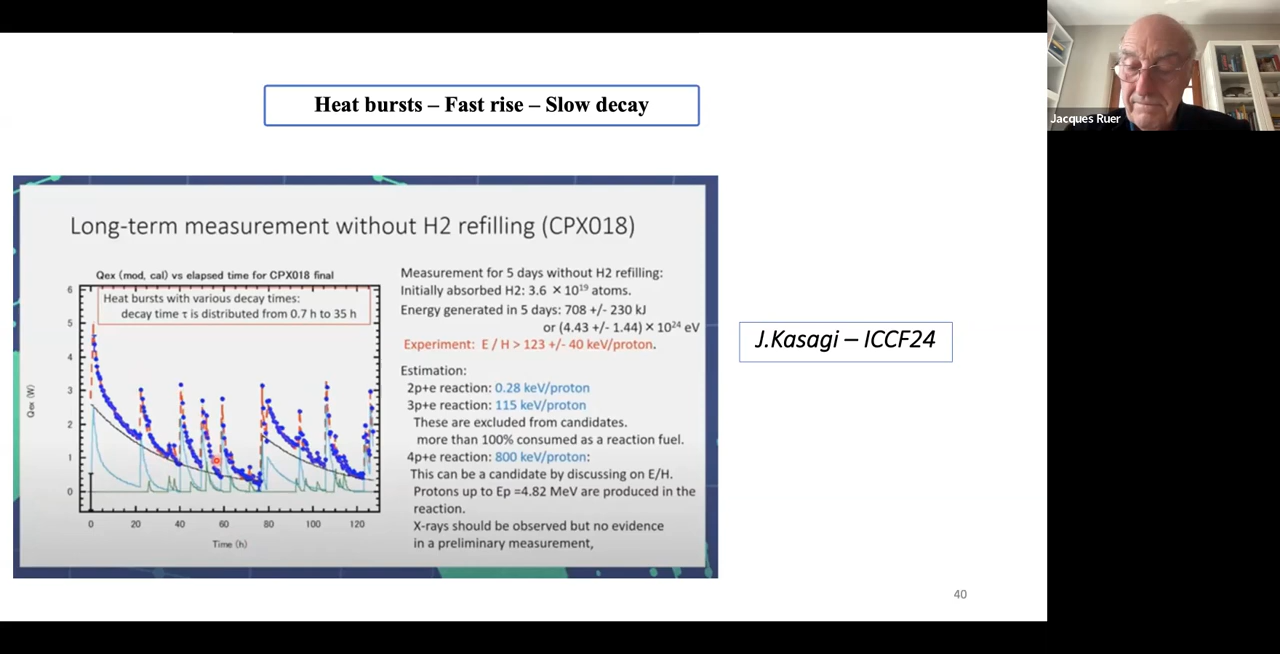 Heat bursts – Fast rise – Slow decay
Jacques Ruer
Long-term measurement without H2 refilling (CPX018)
Qex (mod, cal) vs elapsed time for CPX018 final
Heat bursts with various decay times:
decay time τ is distributed from 0.7 h to 35 h
6
5
4
3
2
1
0
Qex (W)
0 20 40 60 80 100 120
Time (h)
Measurement for 5 days without H2 refilling:
Initially absorbed H2: 3.6 × 10¹⁹ atoms.
Energy generated in 5 days: 708 +/- 230 kJ
or (4.43 +/- 1.44) × 10²⁴ eV
Experiment: E / H > 123 +/- 40 keV/proton.
Estimation:
2p+e reaction: 0.28 keV/proton
3p+e reaction: 115 keV/proton
These are excluded from candidates.
more than 100% consumed as a reaction fuel.
4p+e reaction: 800 keV/proton:
This can be a candidate by discussing on E/H.
Protons up to Ep =4.82 MeV are produced in the
reaction.
X-rays should be observed but no evidence
in a preliminary measurement,
J.Kasagi – ICCF24
40